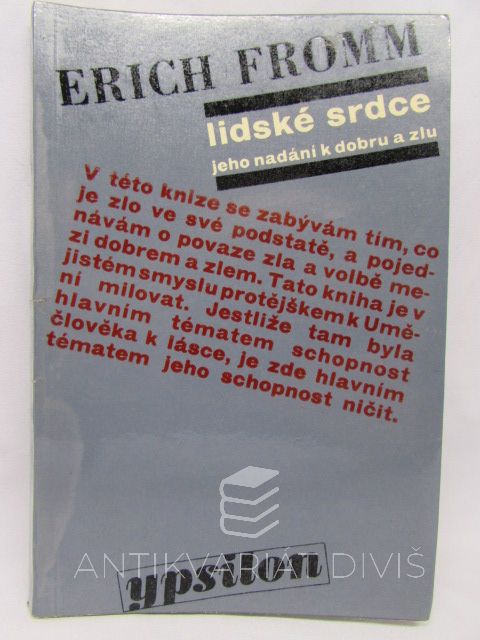 ERICH FROMM
lidské srdce
jeho nadání k dobru a zlu
V této knize se zabývám tím, co
je zlo ve své podstatě, a pojed-
návám o povaze zla a volbě me-
zi dobrem a zlem. Tato kniha je v
jistém smyslu protějškem k Umě-
ní milovat. Jestliže tam byla
hlavním tématem schopnost
člověka k lásce, je zde hlavním
tématem jeho schopnost ničit.
ANTIKVARIÁT DIVIŠ
ypsilon